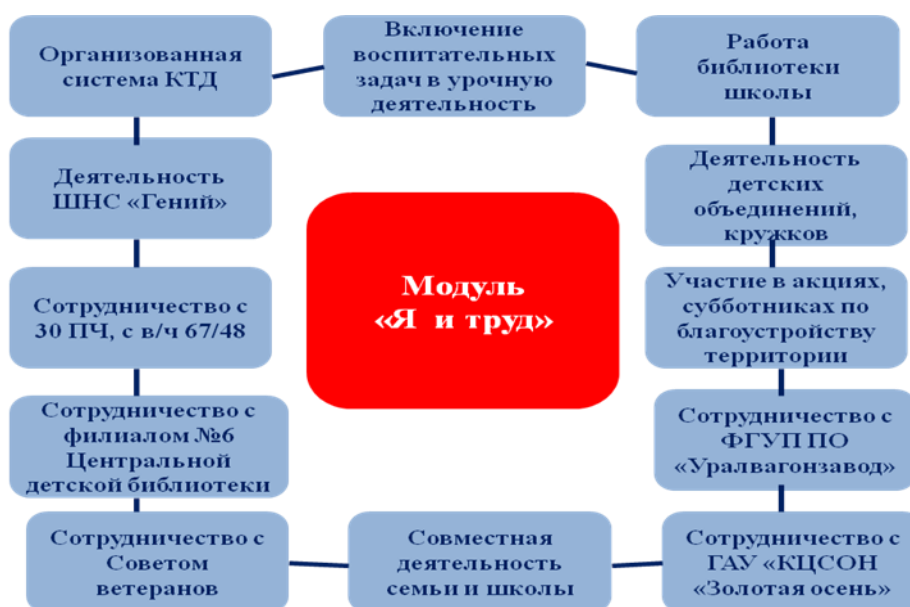 Организованная
система КТД
Включение
воспитательных
задач в урочную
деятельность
Работа
библиотеки
школы
Деятельность
ШНС «Гений»
Деятельность
детских
объединений,
кружков
Модуль
«Я и труд»
Сотрудничество с
30 ПЧ, с в/ч 67/48
Участие в акциях,
субботниках по
благоустройству
территории
Сотрудничество с
филиалом №6
Центральной
детской библиотеки
Сотрудничество с
ФГУП ПО
«Уралвагонзавод»
Сотрудничество с
Советом
ветеранов
Совместная
деятельность
семьи и школы
Сотрудничество с
ГАУ «КЦСОН
«Золотая осень»